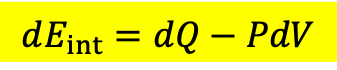 dE_int = dQ − PdV